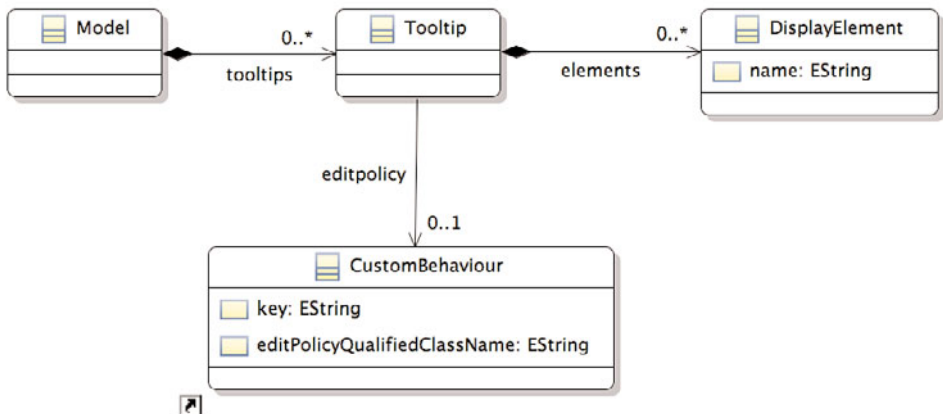 Model
0..*
tooltips
Tooltip
0..*
elements
DisplayElement
name: EString
editpolicy
0..1
CustomBehaviour
key: EString
editPolicyQualifiedClassName: EString